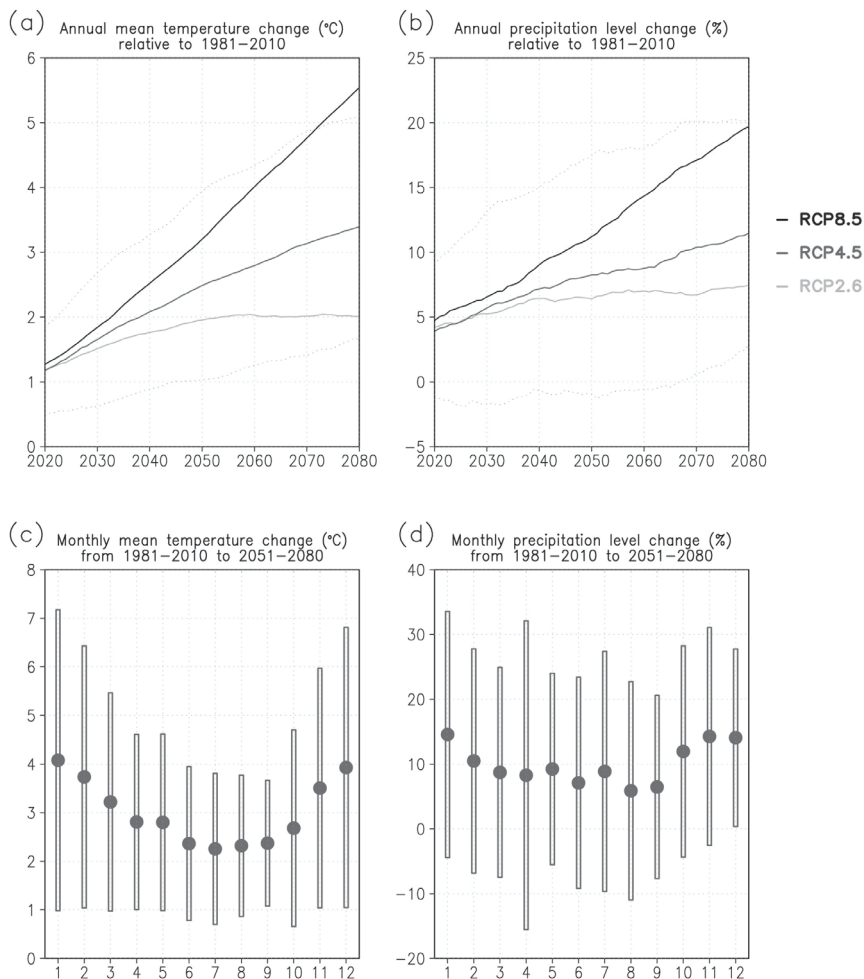 (a) Annual mean temperature change (°C)
relative to 1981−2010
6
5
4
3
2
1
0
2020 2030 2040 2050 2060 2070 2080
(b) Annual precipitation level change (%)
relative to 1981−2010
25
20
15
10
5
0
−5
2020 2030 2040 2050 2060 2070 2080
RCP8.5
RCP4.5
RCP2.6
(c) Monthly mean temperature change (°C)
from 1981−2010 to 2051−2080
8
7
6
5
4
3
2
1
0
1 2 3 4 5 6 7 8 9 10 11 12
(d) Monthly precipitation level change (%)
from 1981−2010 to 2051−2080
40
30
20
10
0
−10
−20
1 2 3 4 5 6 7 8 9 10 11 12